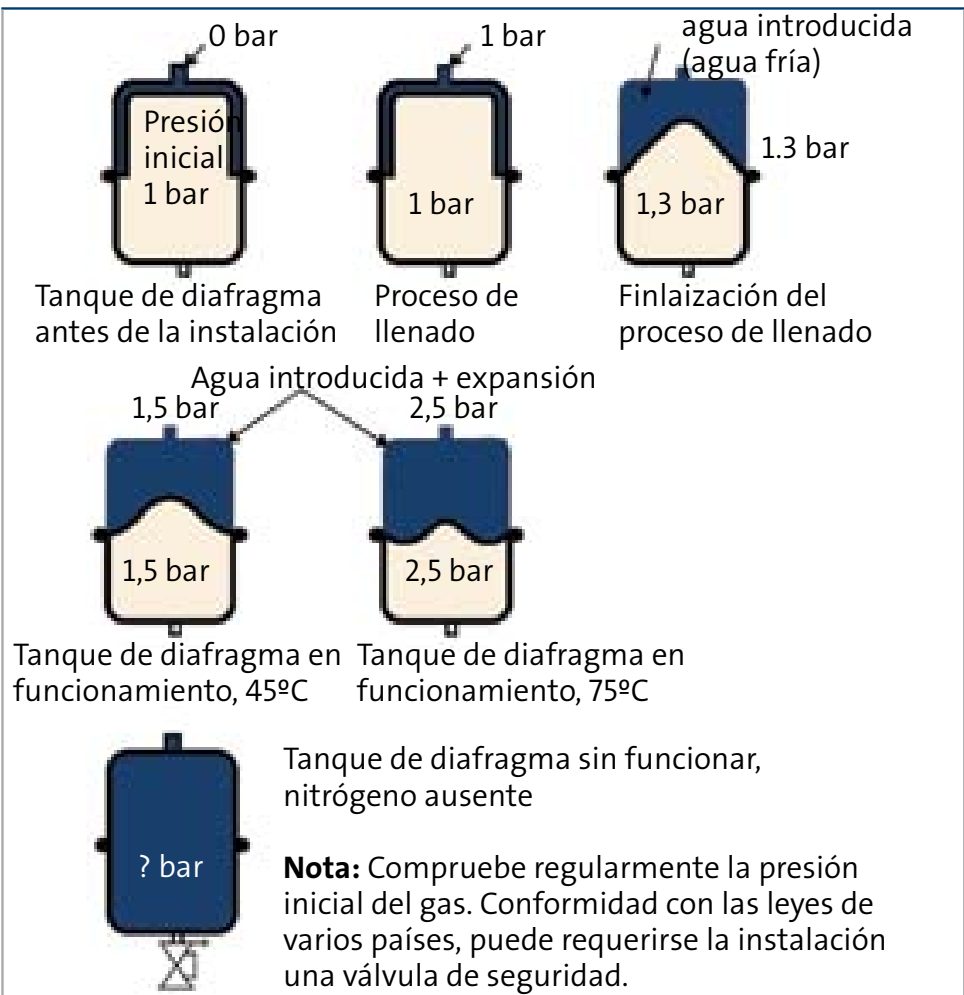 0 bar
Presión
inicial
1 bar
Tanque de diafragma
antes de la instalación
1 bar
1 bar
Proceso de
llenado
agua introducida
(agua fría)
1.3 bar
1,3 bar
Finlaización del
proceso de llenado
Agua introducida + expansión
1,5 bar
1,5 bar
Tanque de diafragma en
funcionamiento, 45ºC
2,5 bar
2,5 bar
Tanque de diafragma en
funcionamiento, 75ºC
? bar
Tanque de diafragma sin funcionar,
nitrógeno ausente
Nota: Compruebe regularmente la presión
inicial del gas. Conformidad con las leyes de
varios países, puede requerirse la instalación
una válvula de seguridad.